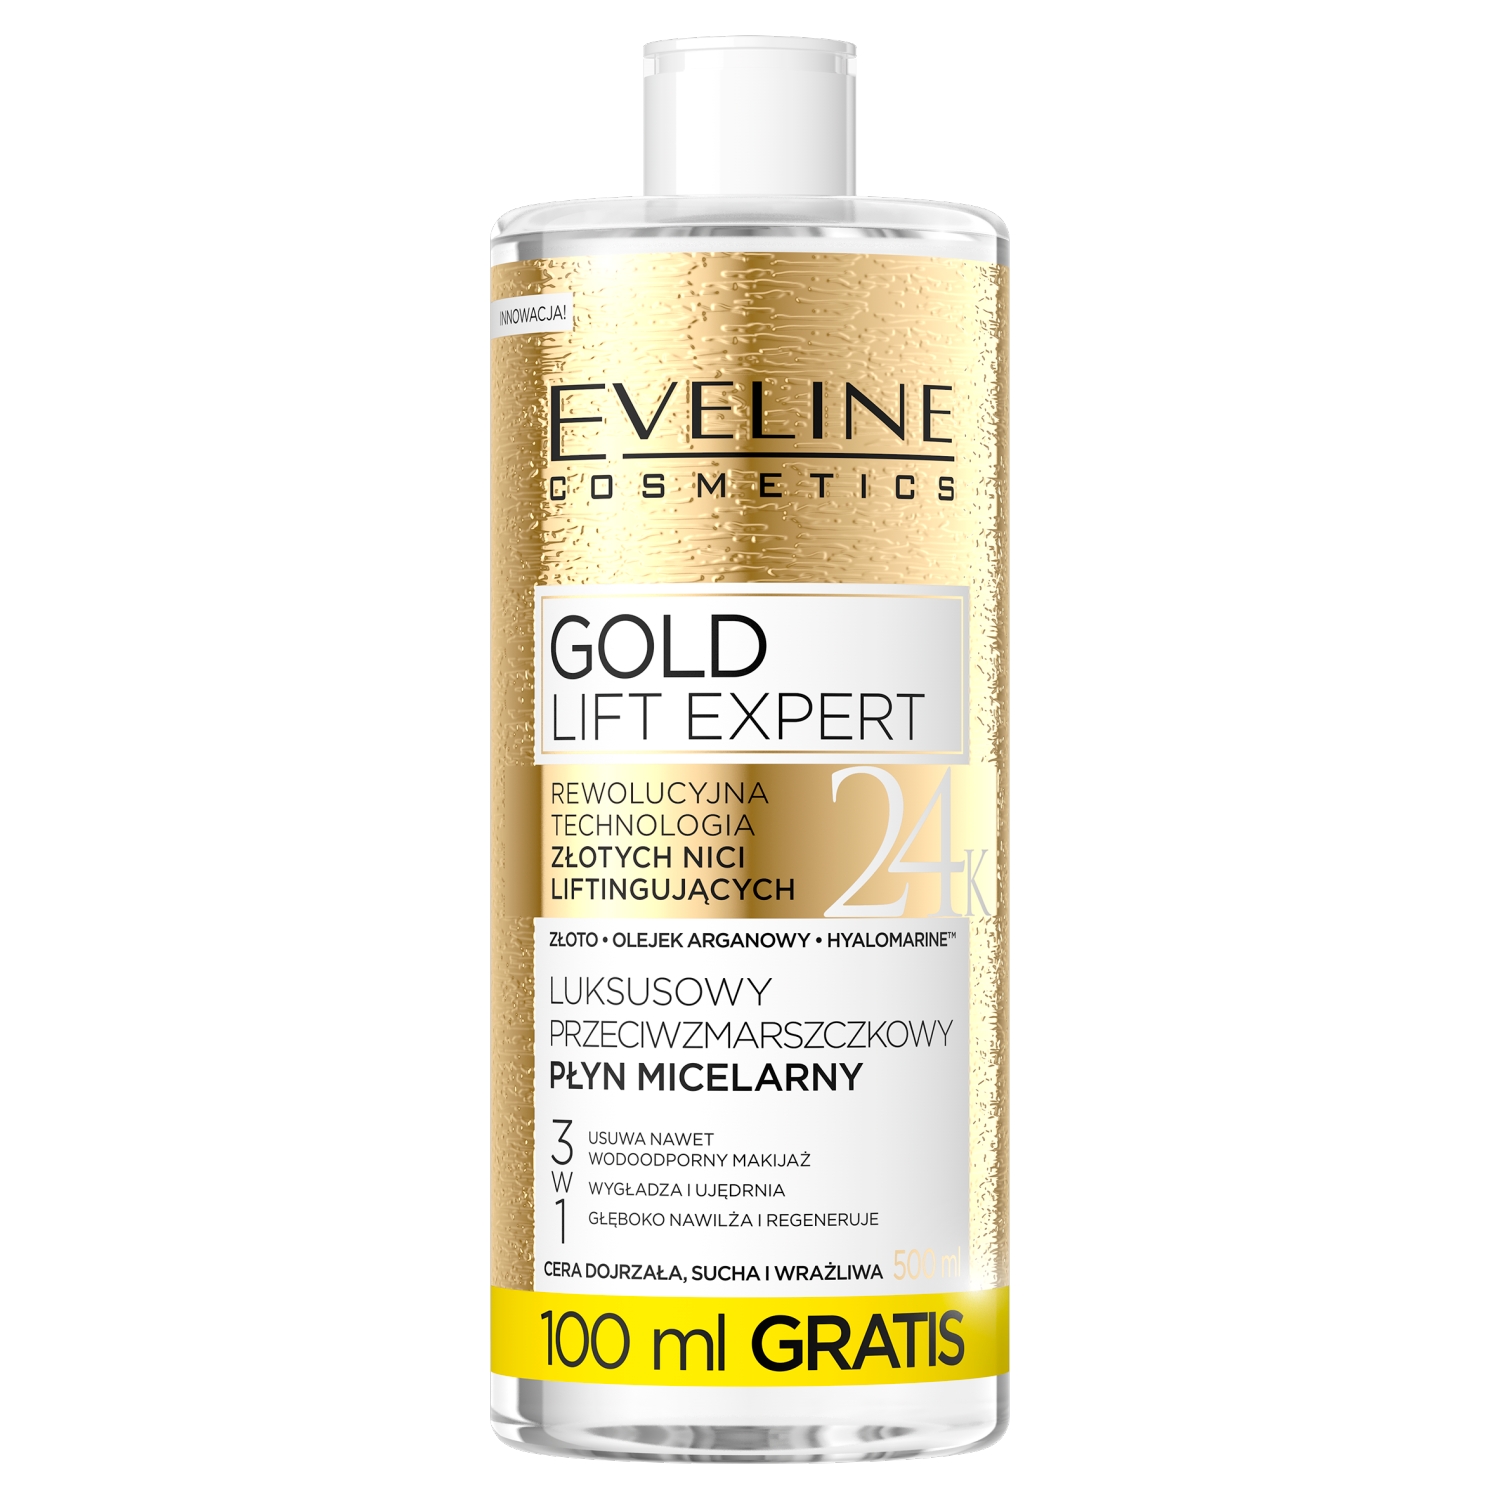 INNOWACJA!
EVELINE
COSMETICS
GOLD
LIFT EXPERT
REWOLUCYJNA
TECHNOLOGIA
ZŁOTYCH NICI
LIFTINGUJĄCYCH
24K
ZŁOTO • OLEJEK ARGANOWY • HYALOMARINE™
LUKSUSOWY
PRZECIWZMARSZCZKOWY
PŁYN MICELARNY
3 W 1
USUWA NAWET
WODOODPORNY MAKIJAŻ
WYGŁADZA I UJĘDRNIA
GŁĘBOKO NAWILŻA I REGENERUJE
CERA DOJRZAŁA, SUCHA I WRAŻLIWA 500 ml
100 ml GRATIS